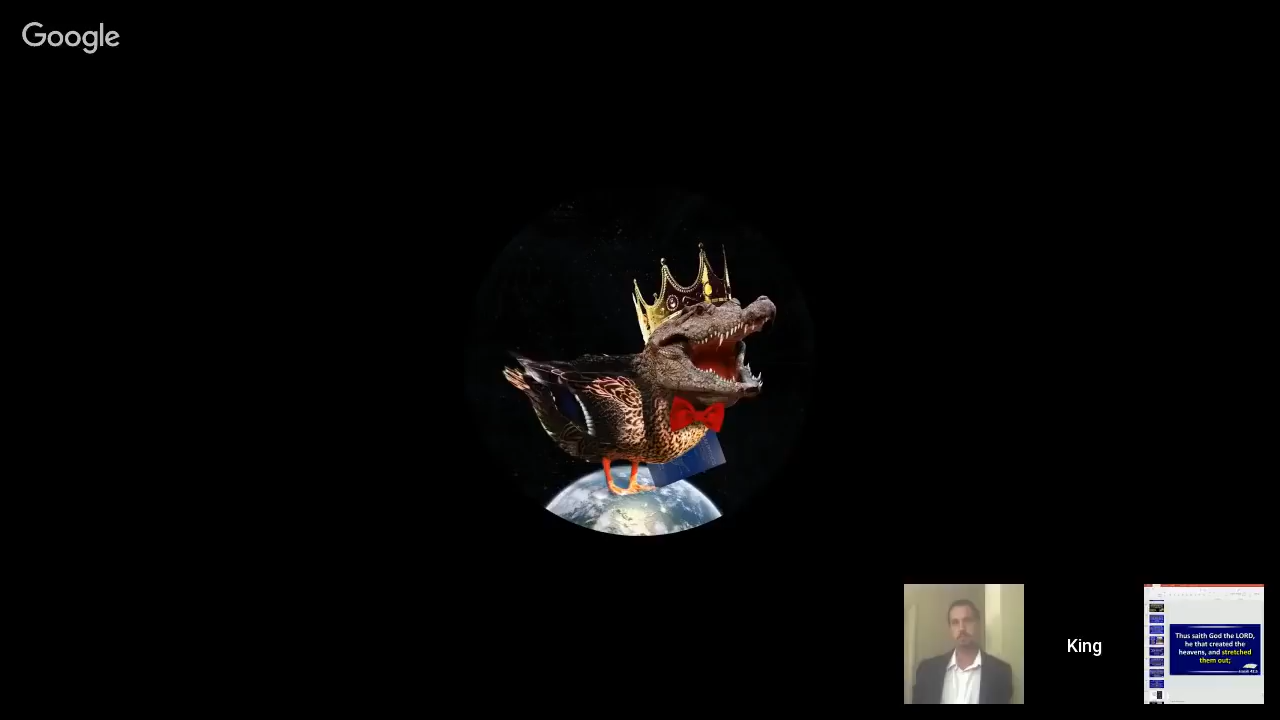 Google
King
Thus saith God the LORD,
he that created the
heavens, and stretched
them out;